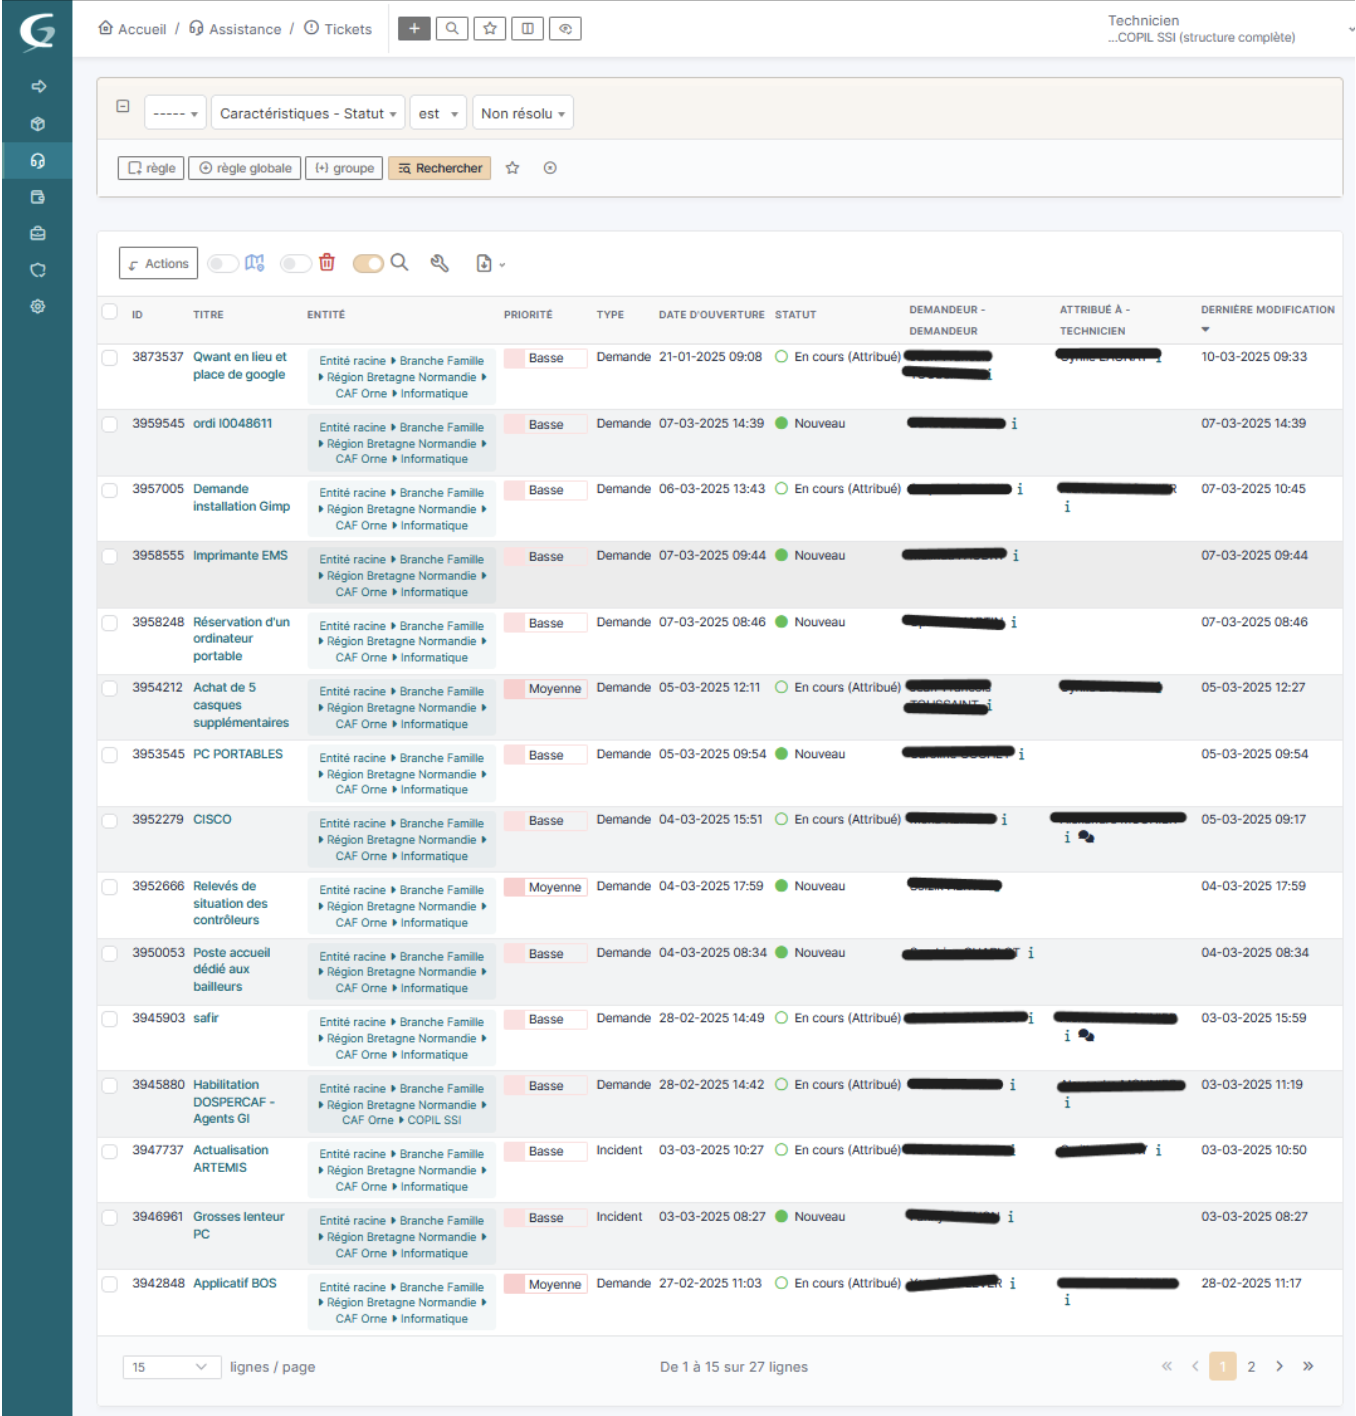 Accueil / Assistance / Tickets
Technicien
...COPIL SSI (structure complète)
----- Caractéristiques - Statut est Non résolu
règle règle globale groupe Rechercher
Actions
ID TITRE ENTITÉ PRIORITÉ TYPE DATE D'OUVERTURE STATUT DEMANDEUR - ATTRIBUÉ À - DERNIÈRE MODIFICATION
DEMANDEUR TECHNICIEN
3873537 Qwant en lieu et Entité racine Branche Famille Basse Demande 21-01-2025 09:08 En cours (Attribué) 10-03-2025 09:33
place de google Région Bretagne Normandie
CAF Orne Informatique
3959545 ordi I0048611 Entité racine Branche Famille Basse Demande 07-03-2025 14:39 Nouveau 07-03-2025 14:39
Région Bretagne Normandie
CAF Orne Informatique
3957005 Demande Entité racine Branche Famille Basse Demande 06-03-2025 13:43 En cours (Attribué) 07-03-2025 10:45
installation Gimp Région Bretagne Normandie
CAF Orne Informatique
3958555 Imprimante EMS Entité racine Branche Famille Basse Demande 07-03-2025 09:44 Nouveau 07-03-2025 09:44
Région Bretagne Normandie
CAF Orne Informatique
3958248 Réservation d'un Entité racine Branche Famille Basse Demande 07-03-2025 08:46 Nouveau 07-03-2025 08:46
ordinateur Région Bretagne Normandie
portable CAF Orne Informatique
3954212 Achat de 5 Entité racine Branche Famille Moyenne Demande 05-03-2025 12:11 En cours (Attribué) 05-03-2025 12:27
casques Région Bretagne Normandie
supplémentaires CAF Orne Informatique
3953545 PC PORTABLES Entité racine Branche Famille Basse Demande 05-03-2025 09:54 Nouveau 05-03-2025 09:54
Région Bretagne Normandie
CAF Orne Informatique
3952279 CISCO Entité racine Branche Famille Basse Demande 04-03-2025 15:51 En cours (Attribué) 05-03-2025 09:17
Région Bretagne Normandie
CAF Orne Informatique
3952666 Relevés de Entité racine Branche Famille Moyenne Demande 04-03-2025 17:59 Nouveau 04-03-2025 17:59
situation des Région Bretagne Normandie
contrôleurs CAF Orne Informatique
3950053 Poste accueil Entité racine Branche Famille Basse Demande 04-03-2025 08:34 Nouveau 04-03-2025 08:34
dédié aux Région Bretagne Normandie
bailleurs CAF Orne Informatique
3945903 safir Entité racine Branche Famille Basse Demande 28-02-2025 14:49 En cours (Attribué) 03-03-2025 15:59
Région Bretagne Normandie
CAF Orne Informatique
3945880 Habilitation Entité racine Branche Famille Basse Demande 28-02-2025 14:42 En cours (Attribué) 03-03-2025 11:19
DOSPERCAF - Région Bretagne Normandie
Agents GI CAF Orne COPIL SSI
3947737 Actualisation Entité racine Branche Famille Basse Incident 03-03-2025 10:27 En cours (Attribué) 03-03-2025 10:50
ARTEMIS Région Bretagne Normandie
CAF Orne Informatique
3946961 Grosses lenteur Entité racine Branche Famille Basse Incident 03-03-2025 08:27 Nouveau 03-03-2025 08:27
PC Région Bretagne Normandie
CAF Orne Informatique
3942848 Applicatif BOS Entité racine Branche Famille Moyenne Demande 27-02-2025 11:03 En cours (Attribué) 28-02-2025 11:17
Région Bretagne Normandie
CAF Orne Informatique
15 lignes / page De 1 à 15 sur 27 lignes « ‹ 1 2 › »